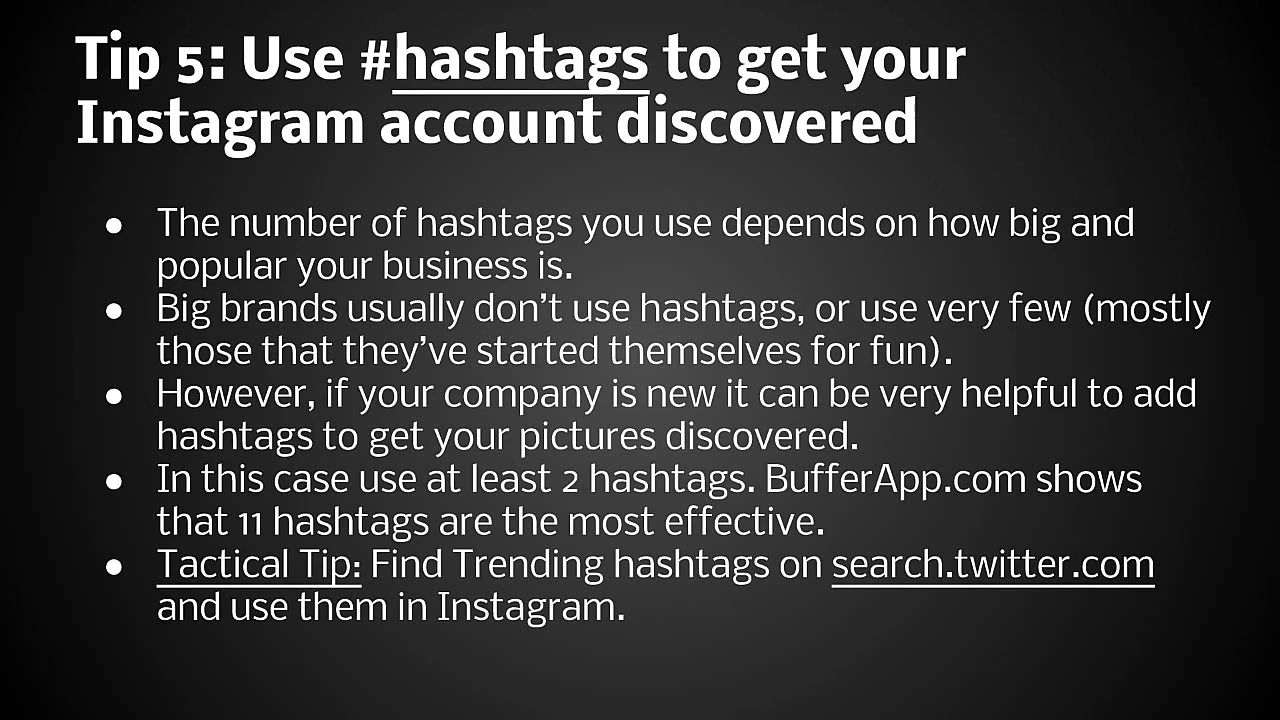 Tip 5: Use #hashtags to get your
Instagram account discovered
● The number of hashtags you use depends on how big and
popular your business is.
● Big brands usually don’t use hashtags, or use very few (mostly
those that they’ve started themselves for fun).
● However, if your company is new it can be very helpful to add
hashtags to get your pictures discovered.
● In this case use at least 2 hashtags. BufferApp.com shows
that 11 hashtags are the most effective.
● Tactical Tip: Find Trending hashtags on search.twitter.com
and use them in Instagram.